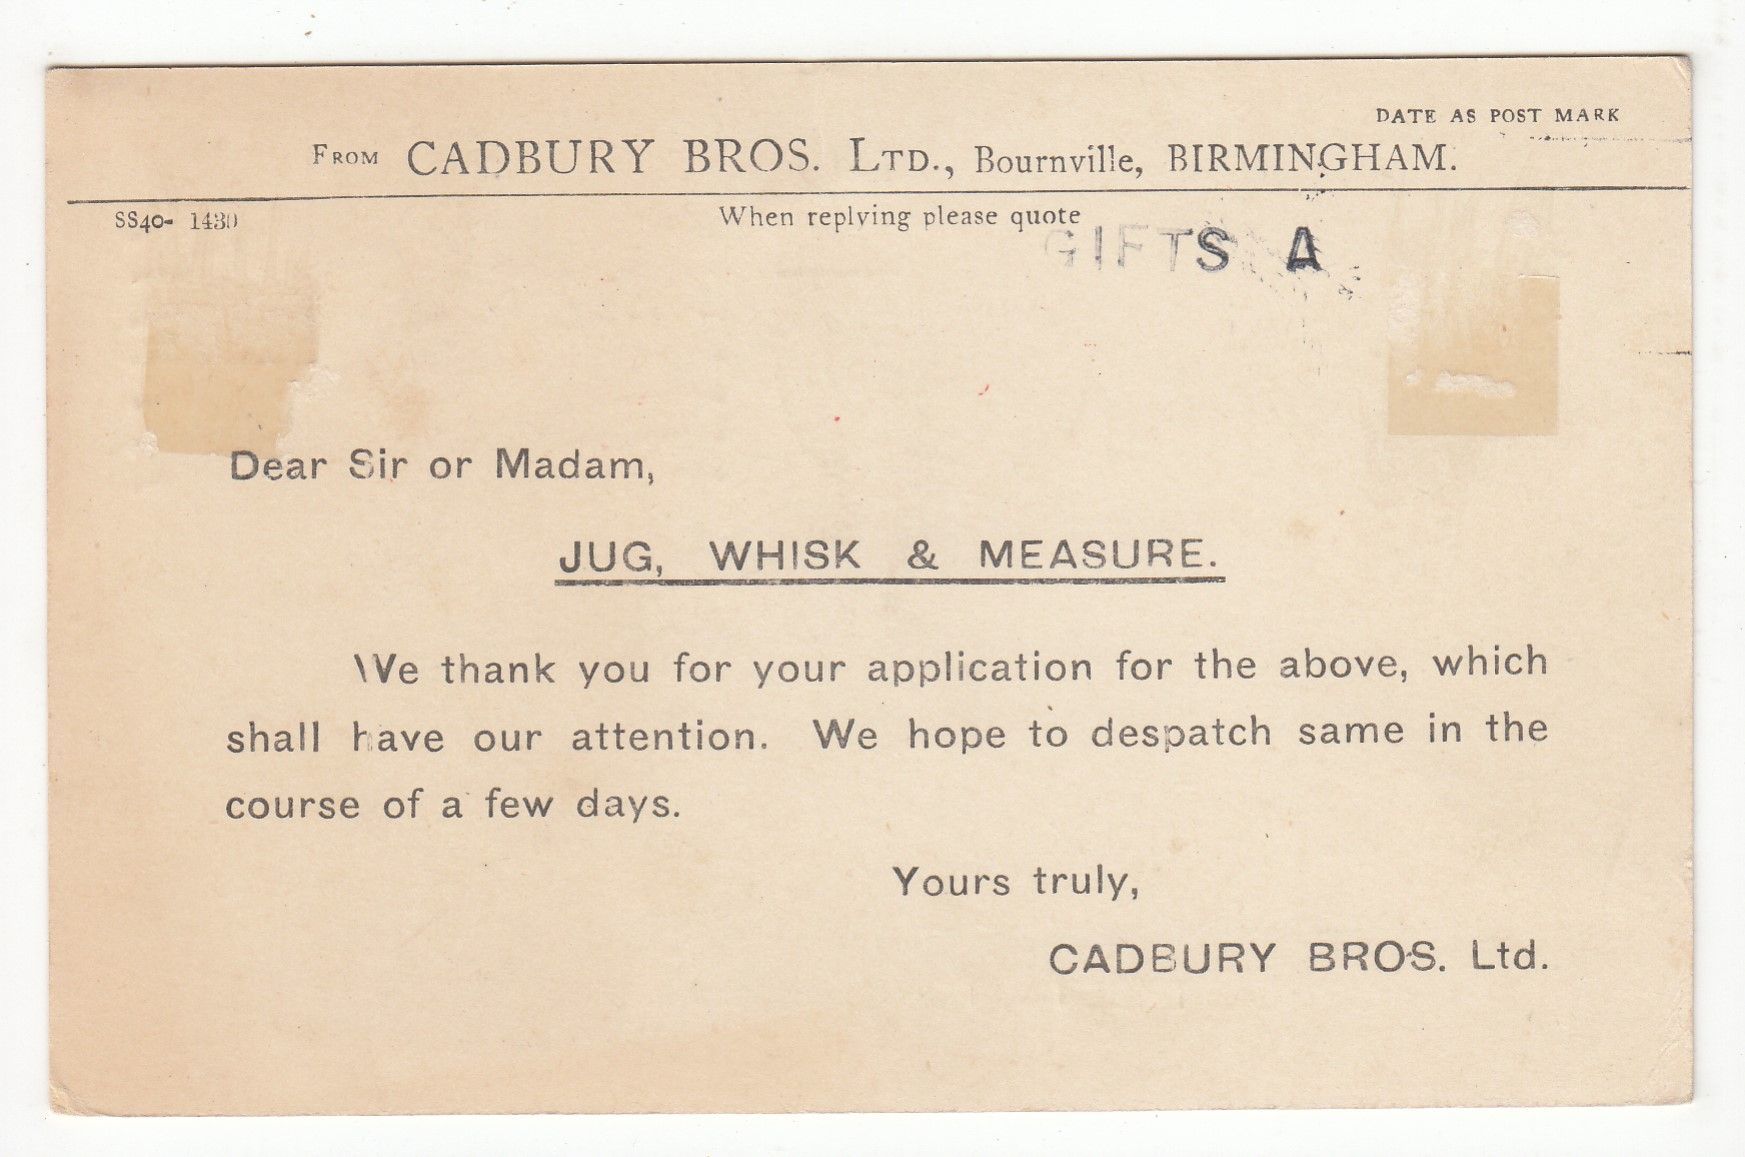 DATE AS POST MARK
FROM CADBURY BROS. LTD., Bournville, BIRMINGHAM.
SS40- 1430
When replying please quote
GIFTS A
Dear Sir or Madam,
JUG, WHISK & MEASURE.
We thank you for your application for the above, which
shall have our attention. We hope to despatch same in the
course of a few days.
Yours truly,
CADBURY BROS. Ltd.